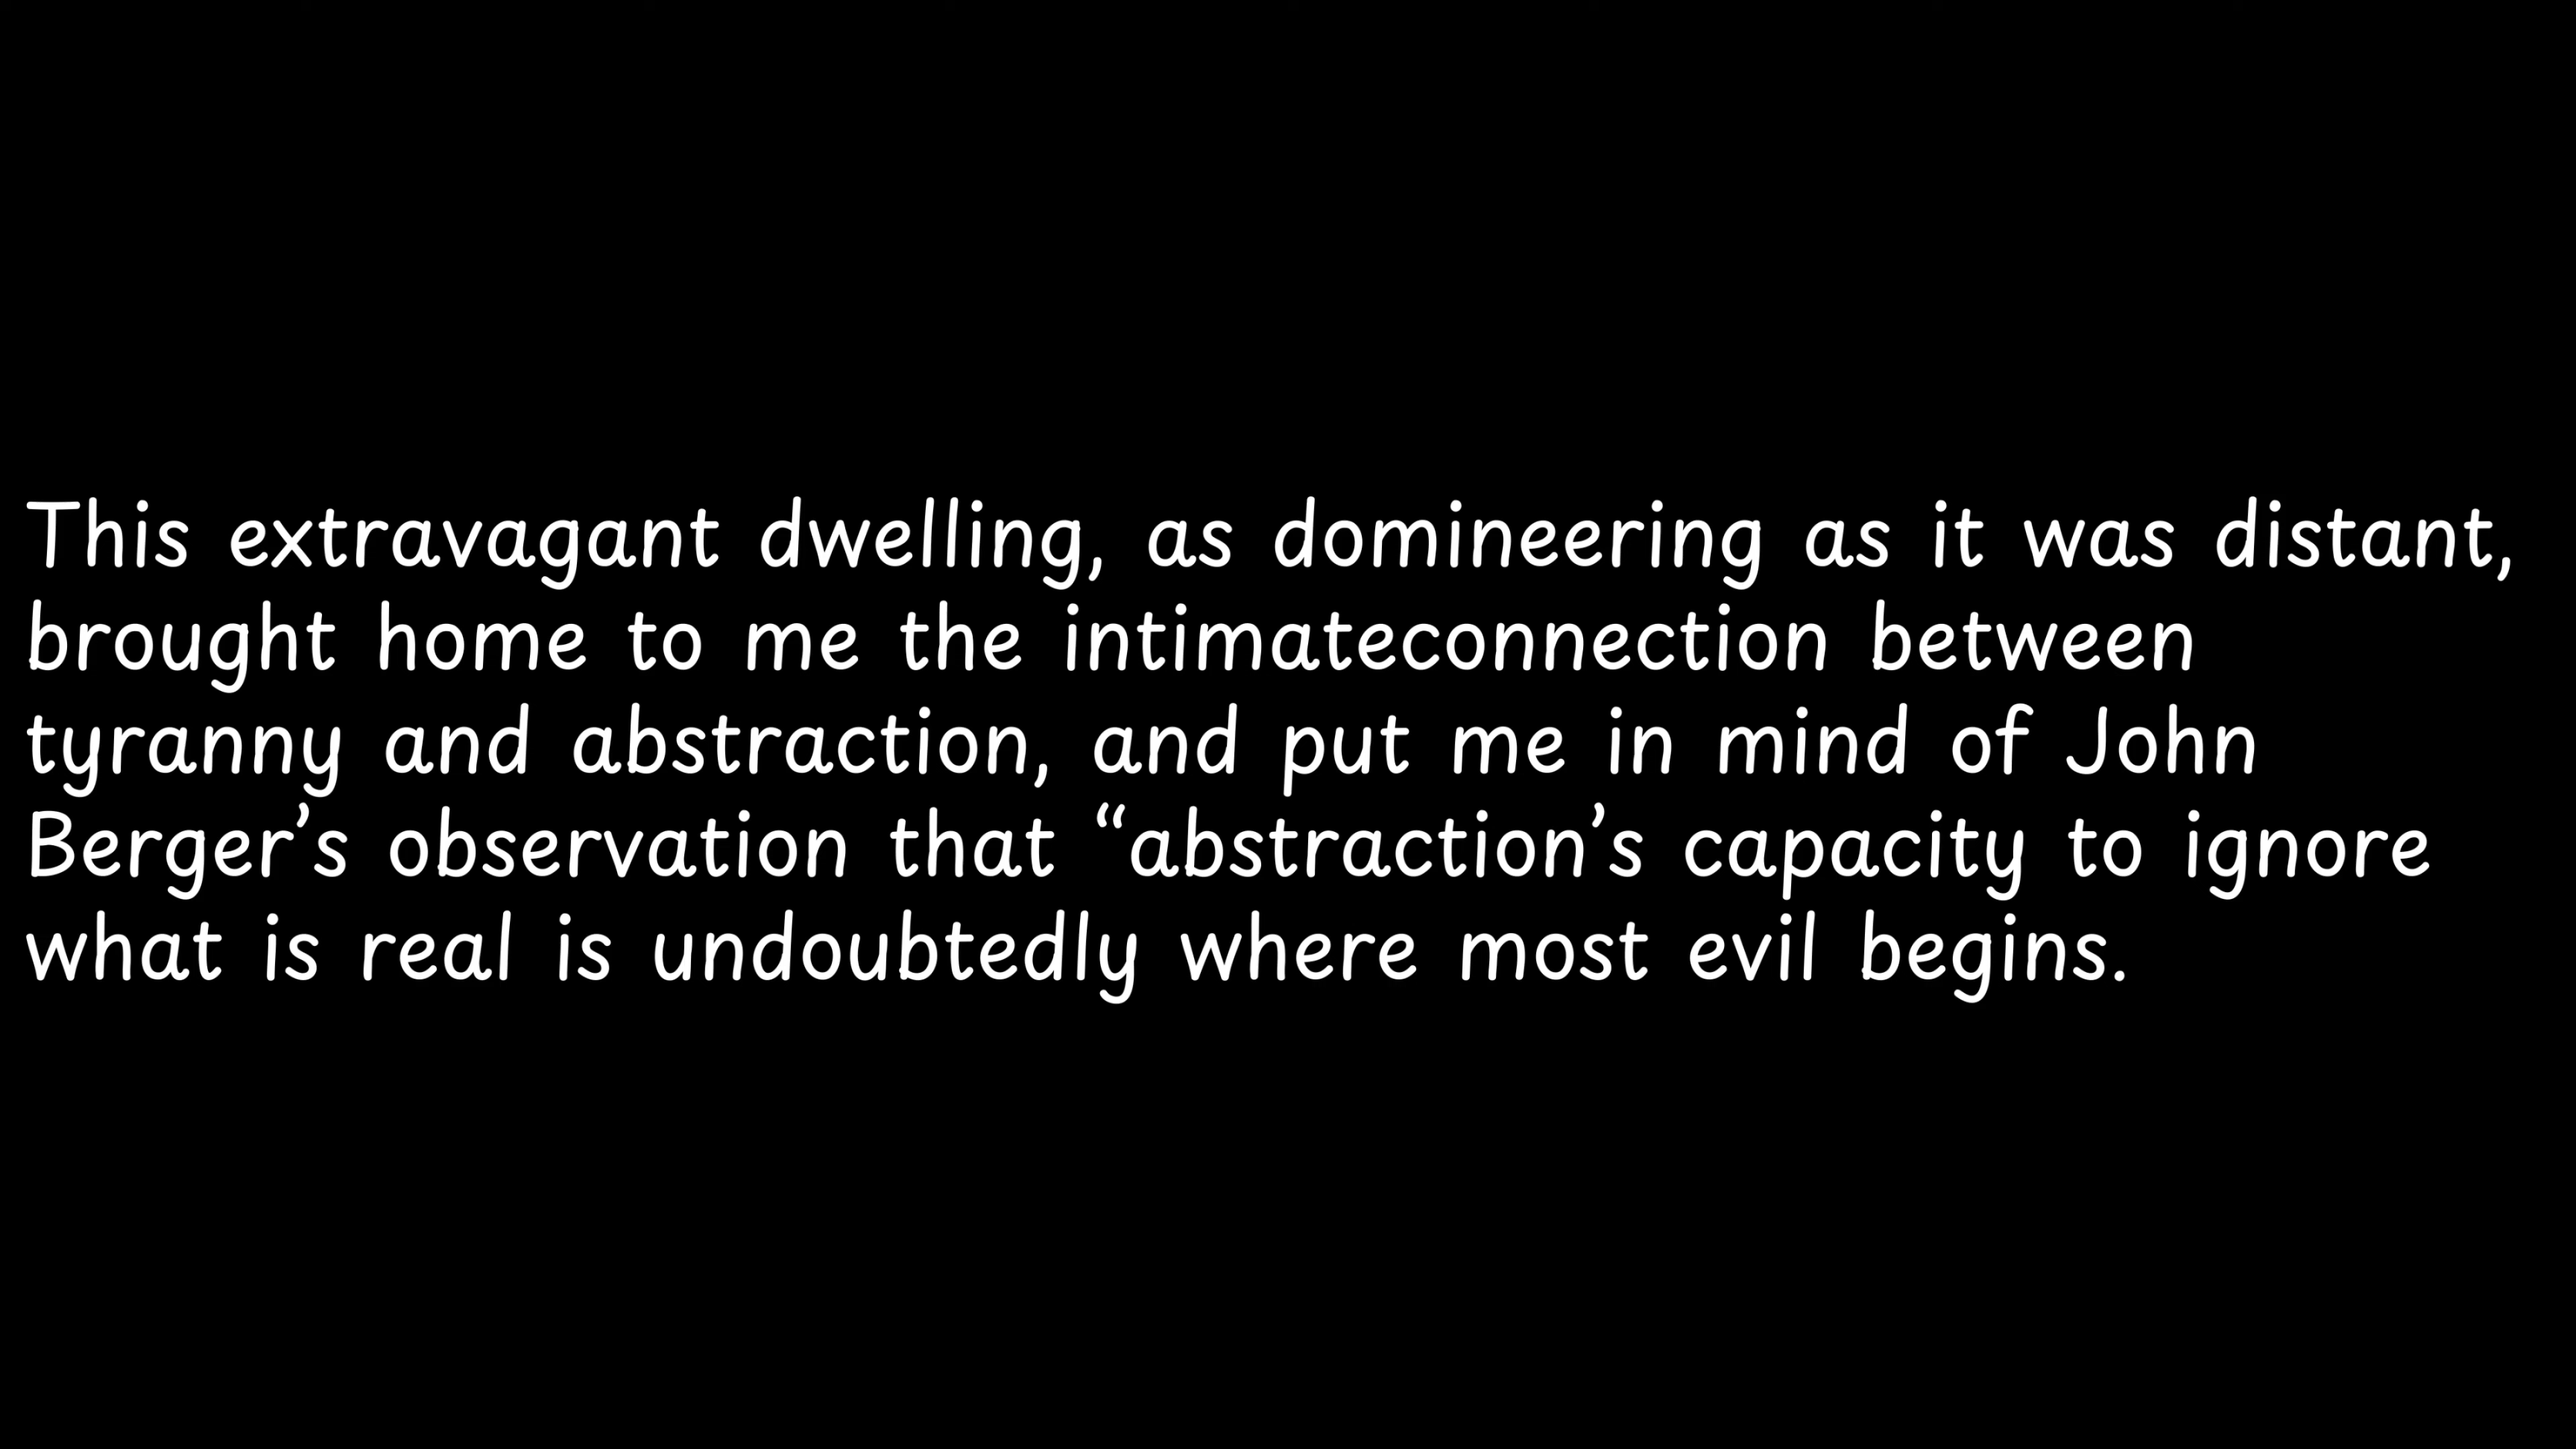 This extravagant dwelling, as domineering as it was distant,
brought home to me the intimateconnection between
tyranny and abstraction, and put me in mind of John
Berger’s observation that “abstraction’s capacity to ignore
what is real is undoubtedly where most evil begins.